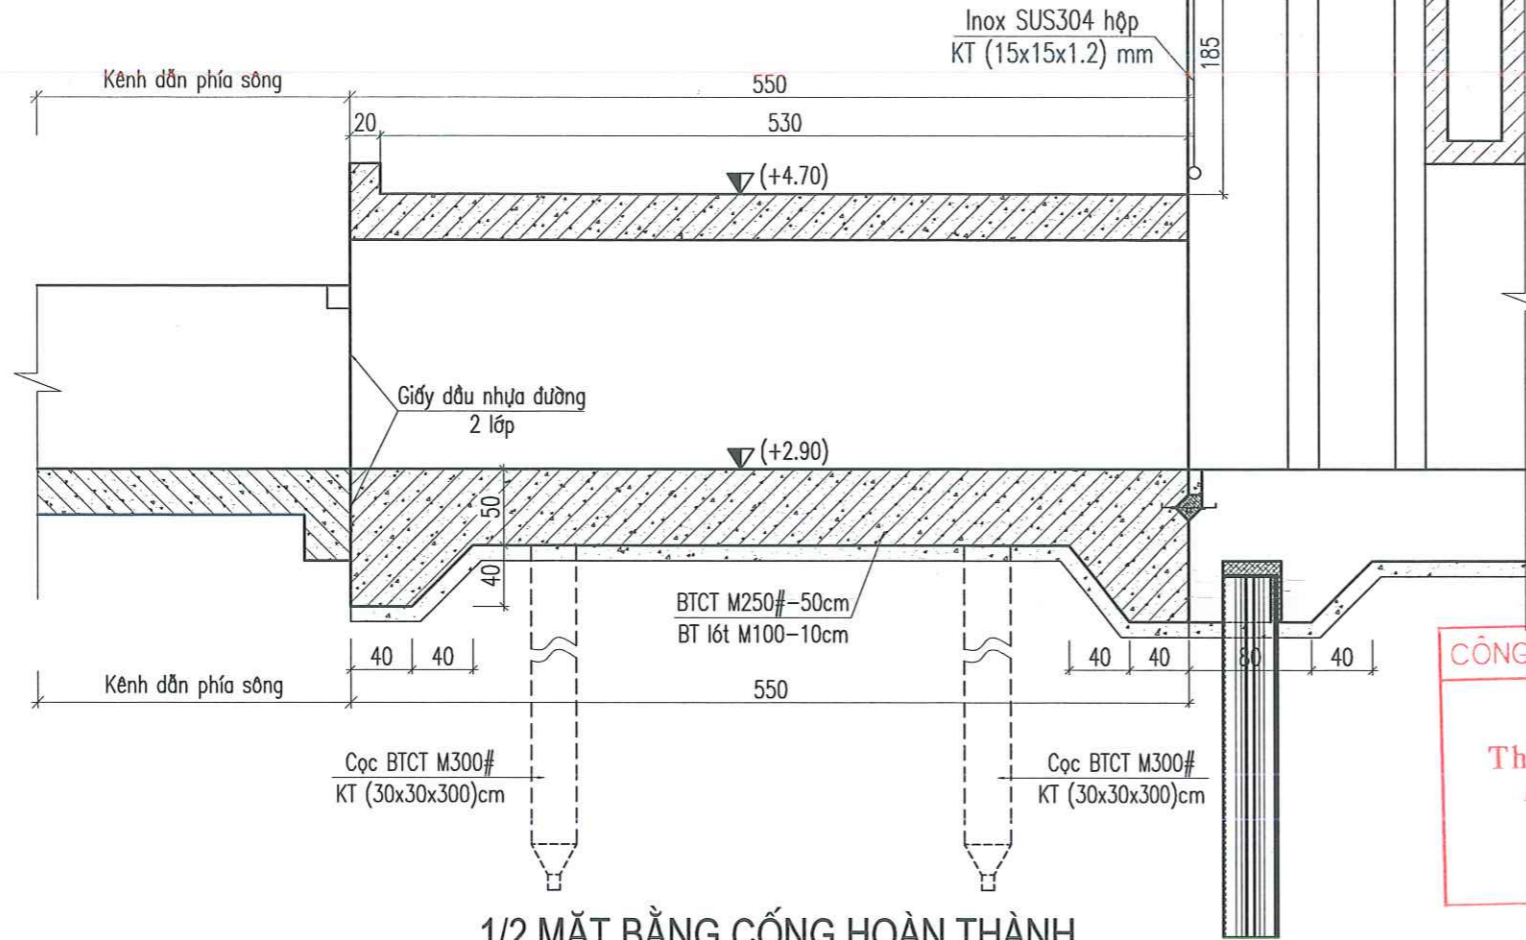 Inox SUS304 hộp
KT (15x15x1.2) mm
185
Kênh dẫn phía sông
550
20
530
(+4.70)
Giấy dầu nhựa đường
2 lớp
(+2.90)
50
40
BTCT M250#-50cm
BT lót M100-10cm
40
40
40
40
80
40
Kênh dẫn phía sông
550
CÔNG
Cọc BTCT M300#
KT (30x30x300)cm
Cọc BTCT M300#
KT (30x30x300)cm
Th
1/2 MẶT BẰNG CỐNG HOÀN THÀNH